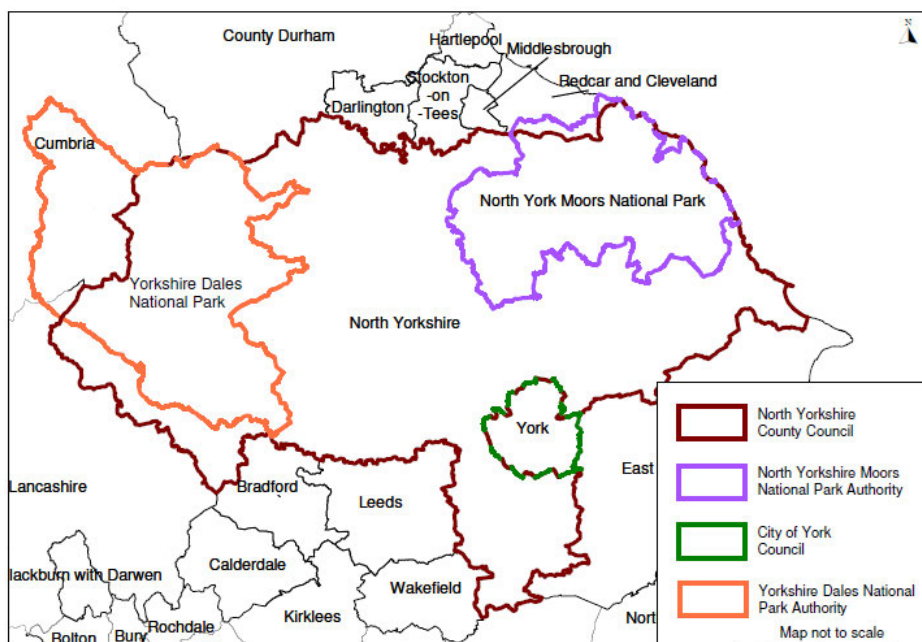 N
County Durham
Hartlepool
Middlesbrough
Stockton
-on
-Tees
Redcar and Cleveland
Darlington
Cumbria
North York Moors National Park
Yorkshire Dales
National Park
North Yorkshire
York
East
Lancashire
Bradford
Leeds
Calderdale
lackburn with Darwen
Wakefield
Kirklees
Rochdale
Bury
Bolton
Nort
North Yorkshire
County Council
North Yorkshire Moors
National Park Authority
City of York
Council
Yorkshire Dales National
Park Authority
Map not to scale